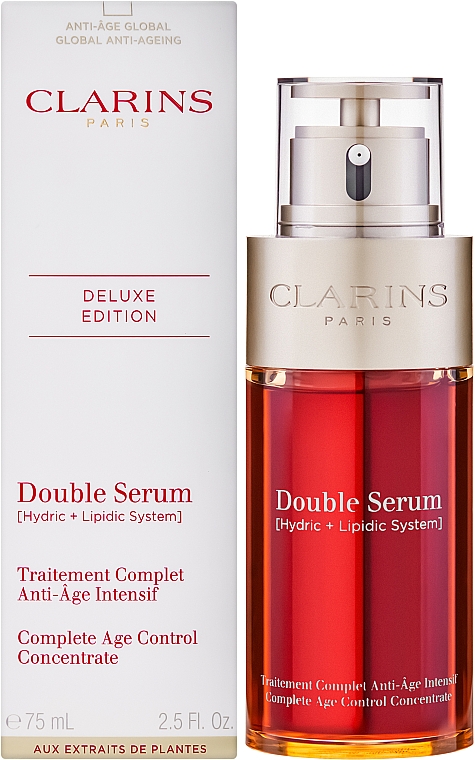 ANTI-ÂGE GLOBAL
GLOBAL ANTI-AGEING
CLARINS
PARIS
DELUXE
EDITION
Double Serum
[Hydric + Lipidic System]
Traitement Complet
Anti-Âge Intensif
Complete Age Control
Concentrate
℮ 75 mL 2.5 Fl. Oz.
AUX EXTRAITS DE PLANTES
CLARINS
PARIS
Double Serum
[Hydric + Lipidic System]
Traitement Complet Anti-Âge Intensif
Complete Age Control Concentrate